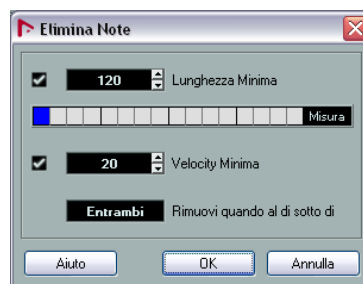 Elimina Note
120 Lunghezza Minima
Misura
20 Velocity Minima
Entrambi Rimuovi quando al di sotto di
Aiuto OK Annulla